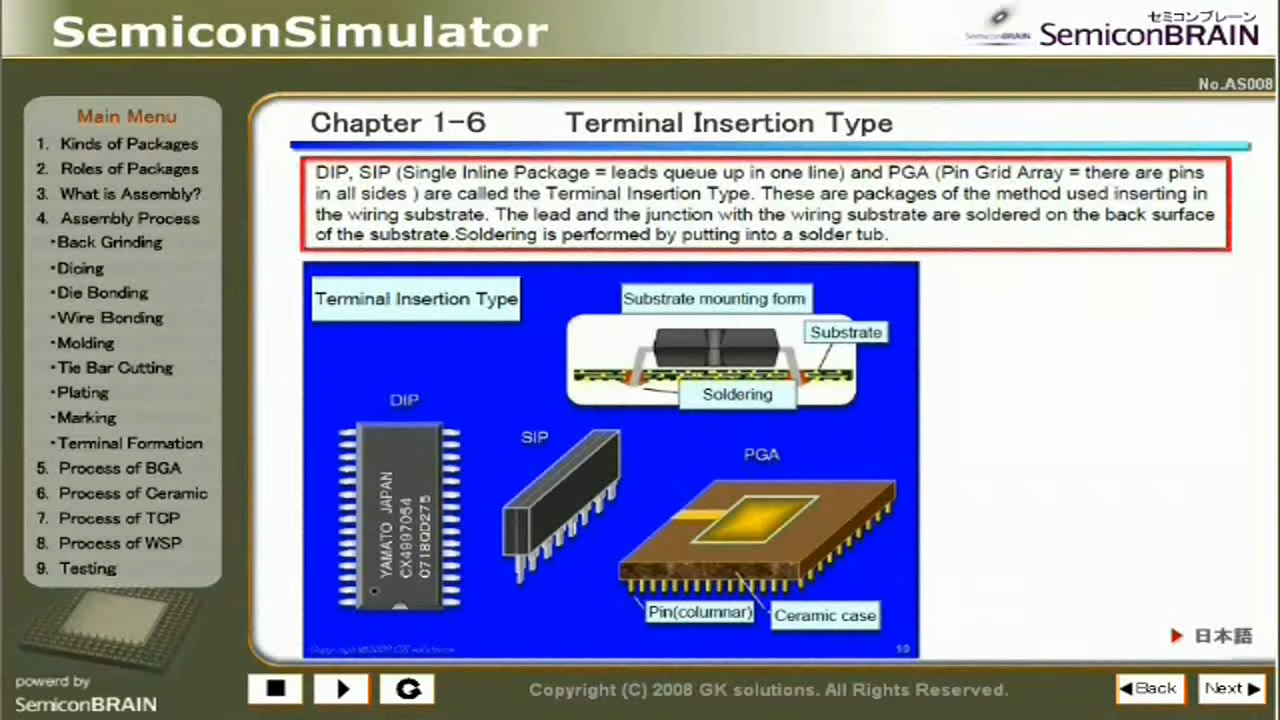 SemiconSimulator
セミコンブレーン
SemiconBRAIN
SemiconBRAIN
No.AS008
Main Menu
1. Kinds of Packages
2. Roles of Packages
3. What is Assembly?
4. Assembly Process
・Back Grinding
・Dicing
・Die Bonding
・Wire Bonding
・Molding
・Tie Bar Cutting
・Plating
・Marking
・Terminal Formation
5. Process of BGA
6. Process of Ceramic
7. Process of TCP
8. Process of WSP
9. Testing
powered by
SemiconBRAIN
Chapter 1-6 Terminal Insertion Type
DIP, SIP (Single Inline Package = leads queue up in one line) and PGA (Pin Grid Array = there are pins
in all sides ) are called the Terminal Insertion Type. These are packages of the method used inserting in
the wiring substrate. The lead and the junction with the wiring substrate are soldered on the back surface
of the substrate.Soldering is performed by putting into a solder tub.
Terminal Insertion Type
Substrate mounting form
Substrate
Soldering
DIP
SIP
PGA
YAMATO JAPAN
CX4997054
0718QD275
Pin(columnar)
Ceramic case
10
日本語
Copyright (C) 2008 GK solutions. All Rights Reserved.
Back
Next